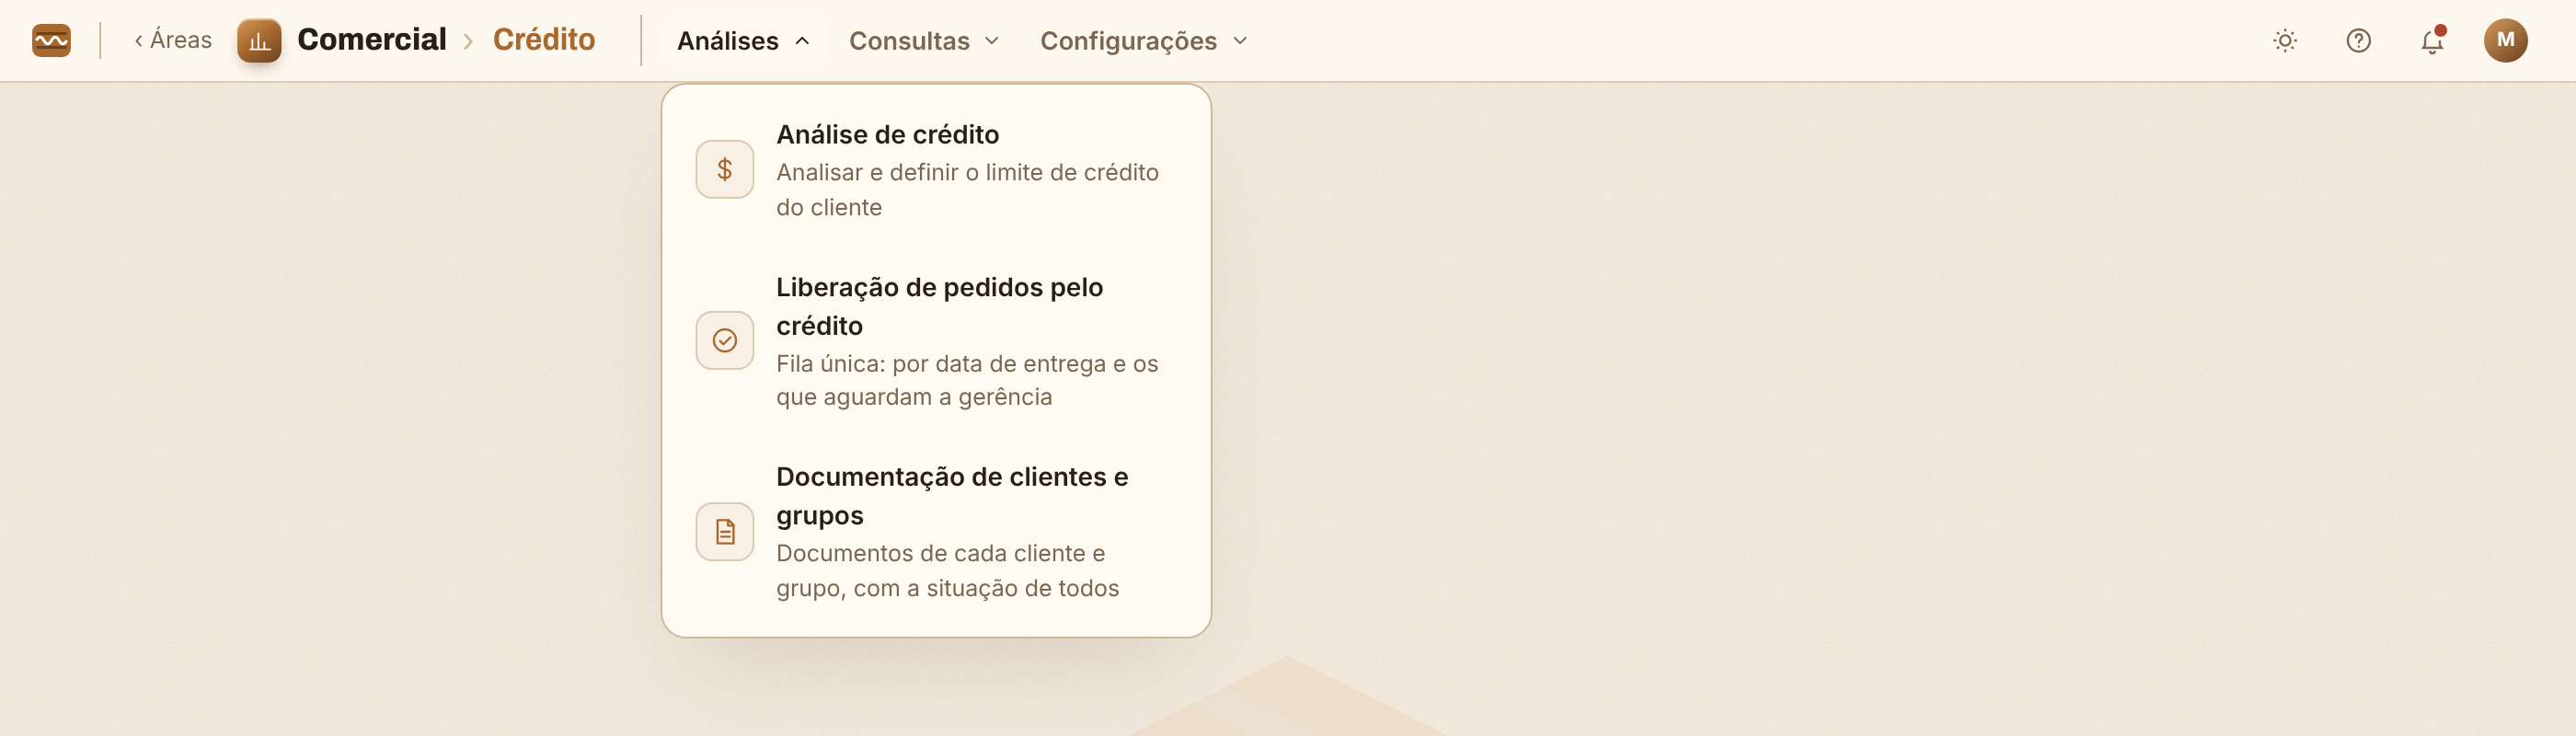 ‹ Áreas Comercial › Crédito Análises Consultas Configurações M
$ Análise de crédito
Analisar e definir o limite de crédito
do cliente
Liberação de pedidos pelo
crédito
Fila única: por data de entrega e os
que aguardam a gerência
Documentação de clientes e
grupos
Documentos de cada cliente e
grupo, com a situação de todos